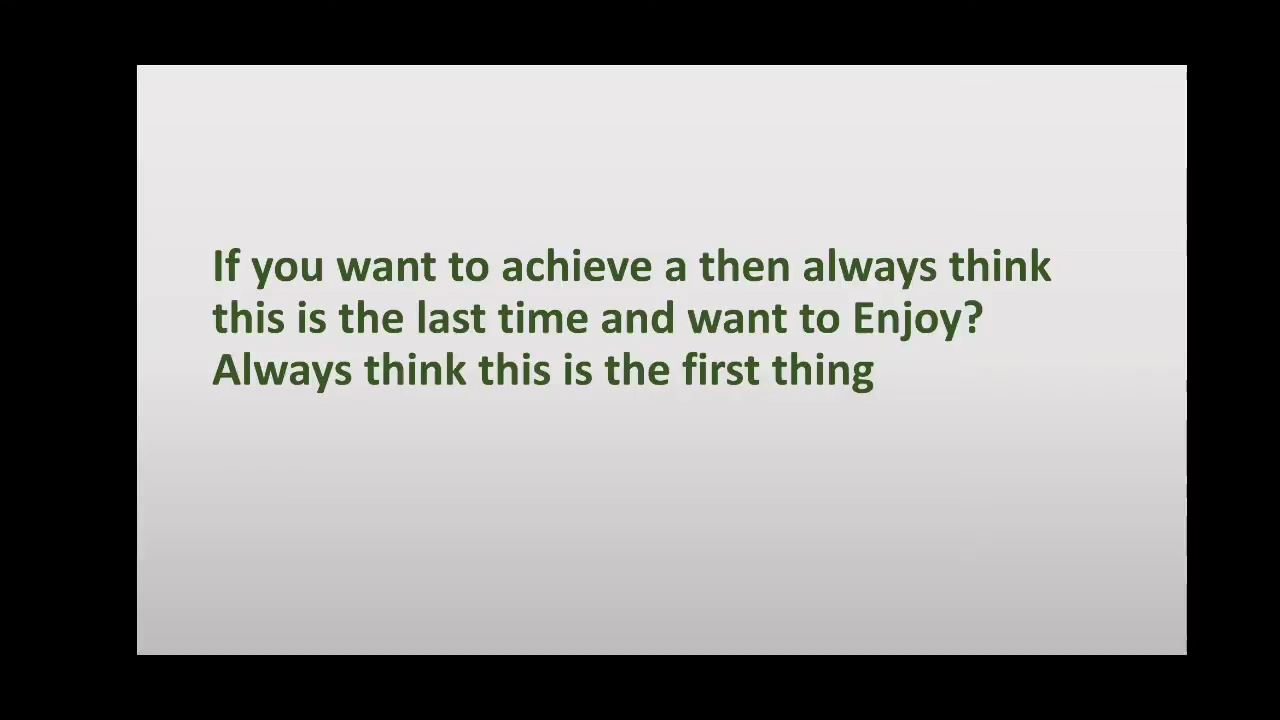 If you want to achieve a then always think
this is the last time and want to Enjoy?
Always think this is the first thing